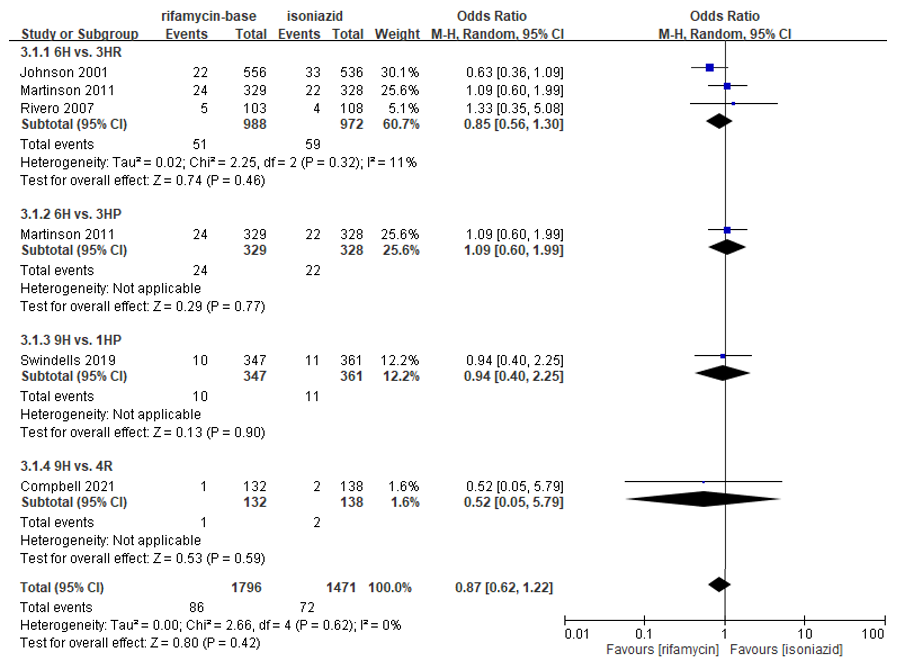 rifamycin-base isoniazid Odds Ratio Odds Ratio
Study or Subgroup Events Total Events Total Weight M-H, Random, 95% CI M-H, Random, 95% CI
3.1.1 6H vs. 3HR
Johnson 2001 22 556 33 536 30.1% 0.63 [0.36, 1.09]
Martinson 2011 24 329 22 328 25.6% 1.09 [0.60, 1.99]
Rivero 2007 5 103 4 108 5.1% 1.33 [0.35, 5.08]
Subtotal (95% CI) 988 972 60.7% 0.85 [0.56, 1.30]
Total events 51 59
Heterogeneity: Tau² = 0.02; Chi² = 2.25, df = 2 (P = 0.32); I² = 11%
Test for overall effect: Z = 0.74 (P = 0.46)
3.1.2 6H vs. 3HP
Martinson 2011 24 329 22 328 25.6% 1.09 [0.60, 1.99]
Subtotal (95% CI) 329 328 25.6% 1.09 [0.60, 1.99]
Total events 24 22
Heterogeneity: Not applicable
Test for overall effect: Z = 0.29 (P = 0.77)
3.1.3 9H vs. 1HP
Swindells 2019 10 347 11 361 12.2% 0.94 [0.40, 2.25]
Subtotal (95% CI) 347 361 12.2% 0.94 [0.40, 2.25]
Total events 10 11
Heterogeneity: Not applicable
Test for overall effect: Z = 0.13 (P = 0.90)
3.1.4 9H vs. 4R
Compbell 2021 1 132 2 138 1.6% 0.52 [0.05, 5.79]
Subtotal (95% CI) 132 138 1.6% 0.52 [0.05, 5.79]
Total events 1 2
Heterogeneity: Not applicable
Test for overall effect: Z = 0.53 (P = 0.59)
Total (95% CI) 1796 1471 100.0% 0.87 [0.62, 1.22]
Total events 86 72
Heterogeneity: Tau² = 0.00; Chi² = 2.66, df = 4 (P = 0.62); I² = 0%
Test for overall effect: Z = 0.80 (P = 0.42)
0.01 0.1 1 10 100
Favours [rifamycin] Favours [isoniazid]